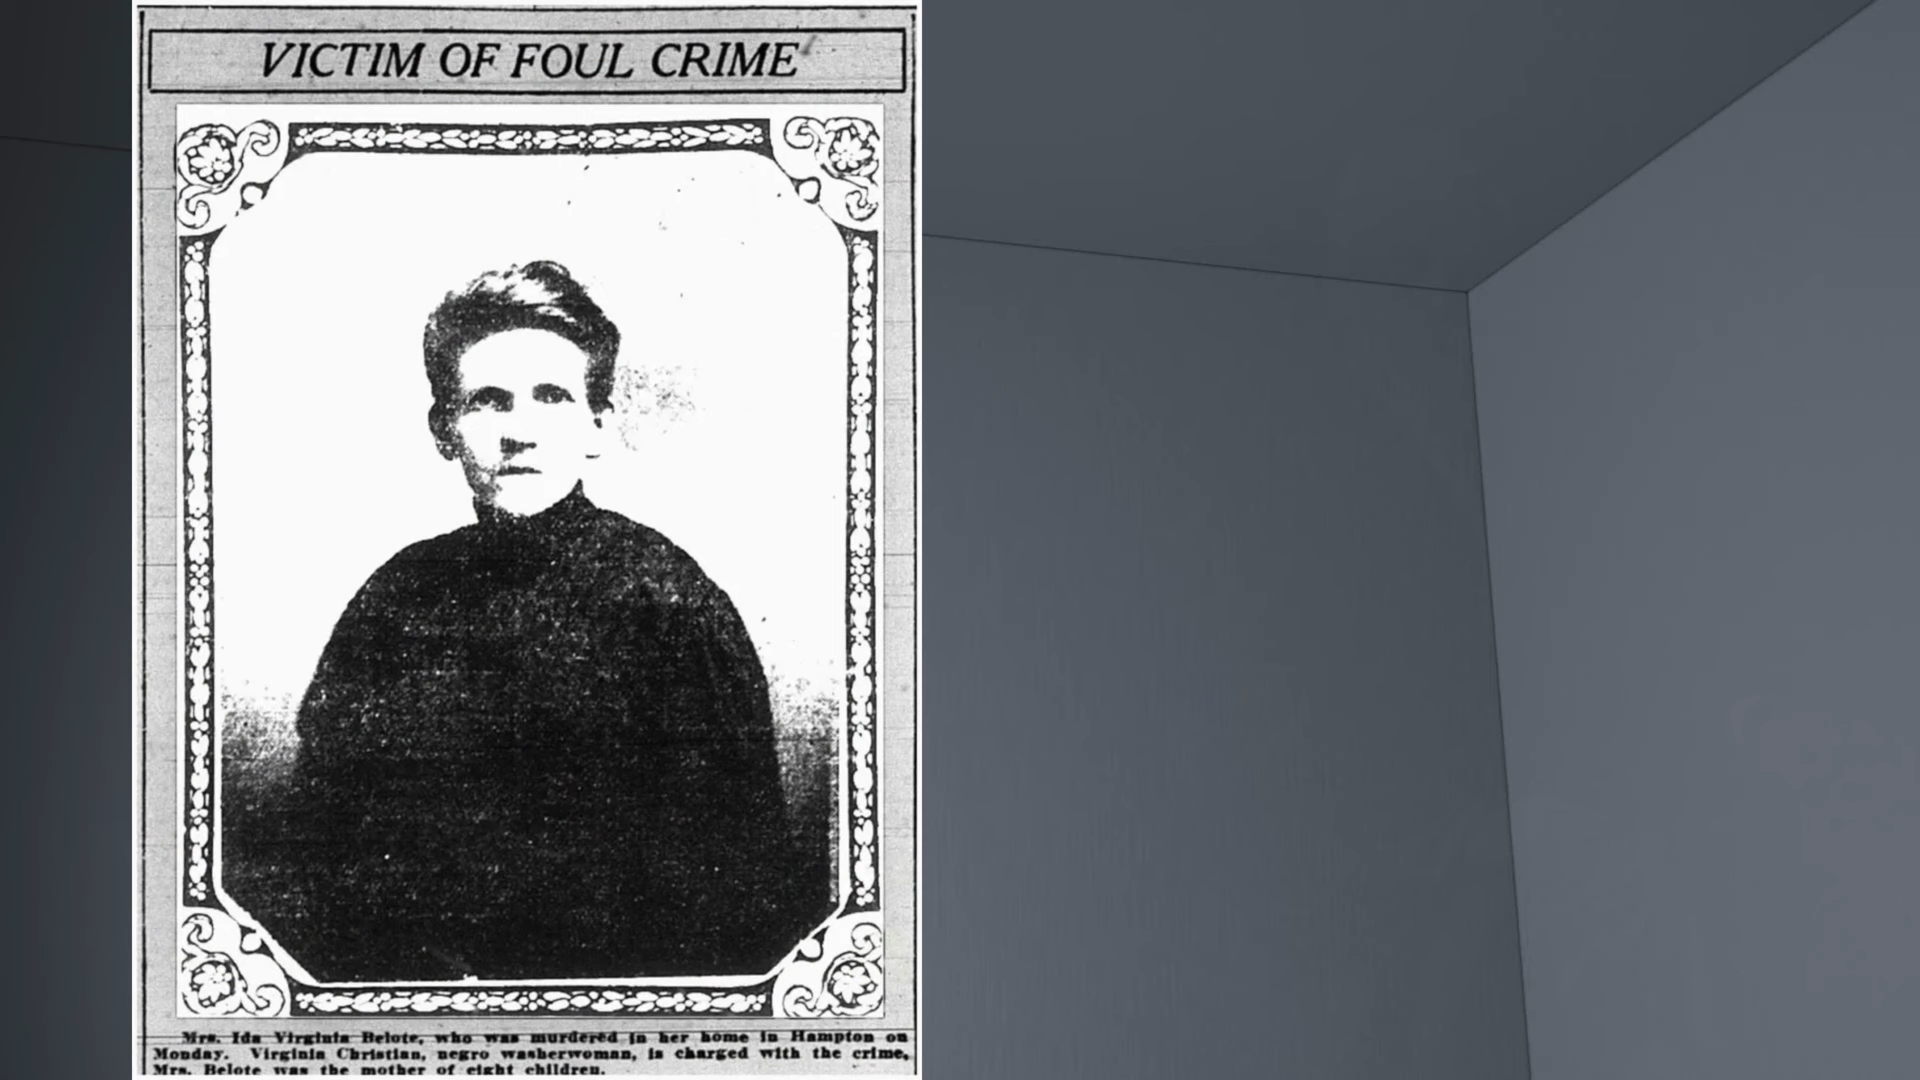 VICTIM OF FOUL CRIME
Mrs. Ida Virginia Belote, who was murdered in her home in Hampton on
Monday. Virginia Christian, negro washerwoman, is charged with the crime.
Mrs. Belote was the mother of eight children.